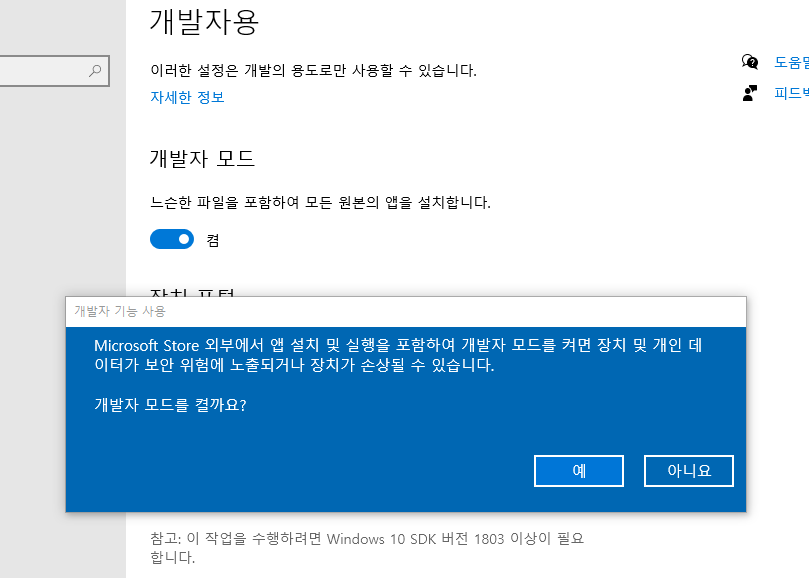 개발자용
이러한 설정은 개발의 용도로만 사용할 수 있습니다.
자세한 정보
도움말
피드백
개발자 모드
느슨한 파일을 포함하여 모든 원본의 앱을 설치합니다.
켬
장치 포털
개발자 기능 사용
Microsoft Store 외부에서 앱 설치 및 실행을 포함하여 개발자 모드를 켜면 장치 및 개인 데
이터가 보안 위험에 노출되거나 장치가 손상될 수 있습니다.
개발자 모드를 켤까요?
예
아니요
참고: 이 작업을 수행하려면 Windows 10 SDK 버전 1803 이상이 필요
합니다.